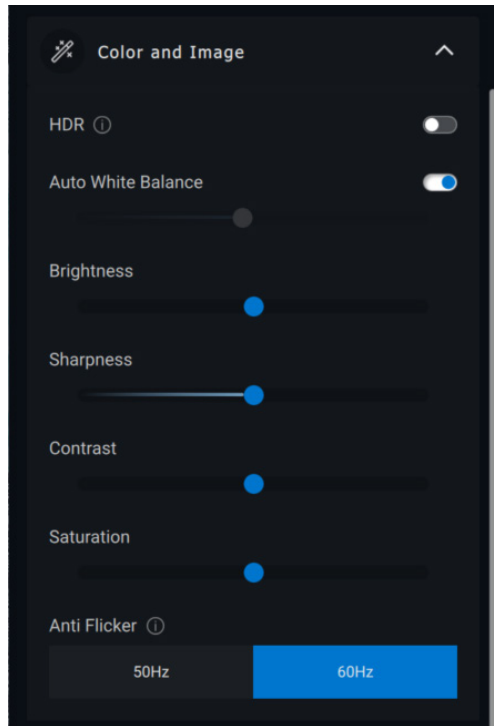 Color and Image
HDR
Auto White Balance
Brightness
Sharpness
Contrast
Saturation
Anti Flicker
50Hz 60Hz